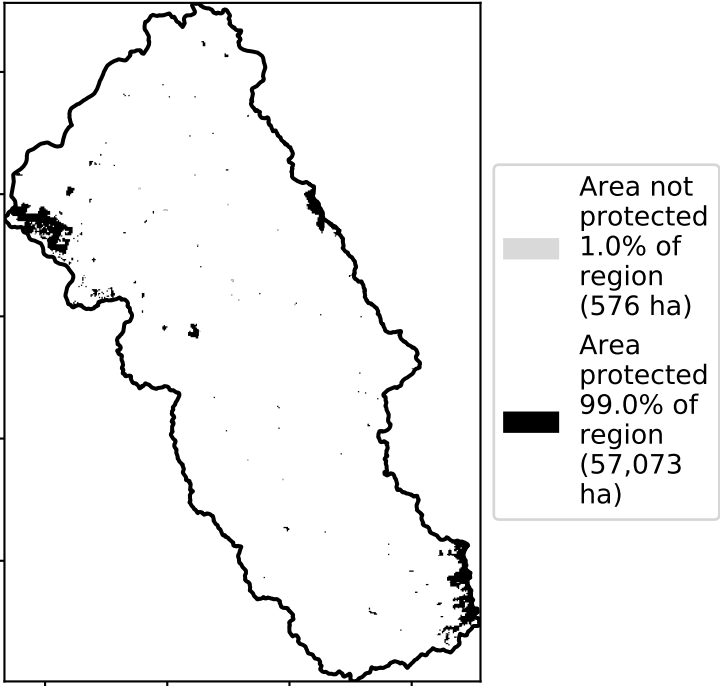 Area not
protected
1.0% of
region
(576 ha)
Area
protected
99.0% of
region
(57,073
ha)